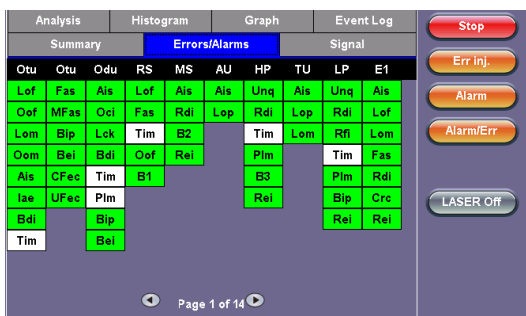 Analysis Histogram Graph Event Log
Summary Errors/Alarms Signal
Otu Otu Odu RS MS AU HP TU LP E1
Lof Fas Ais Lof Ais Ais Unq Ais Unq Ais
Oof MFas Oci Fas Rdi Lop Rdi Lop Rdi Lof
Lom Bip Lck Tim B2 Tim Lom Rfi Lom
Oom Bei Bdi Oof Rei Plm Tim Fas
Ais CFec Tim B1 B3 Plm Rdi
Iae UFec Plm Rei Bip Crc
Bdi Bip Rei Rei
Tim Bei
Page 1 of 14
Stop
Err inj.
Alarm
Alarm/Err
LASER Off